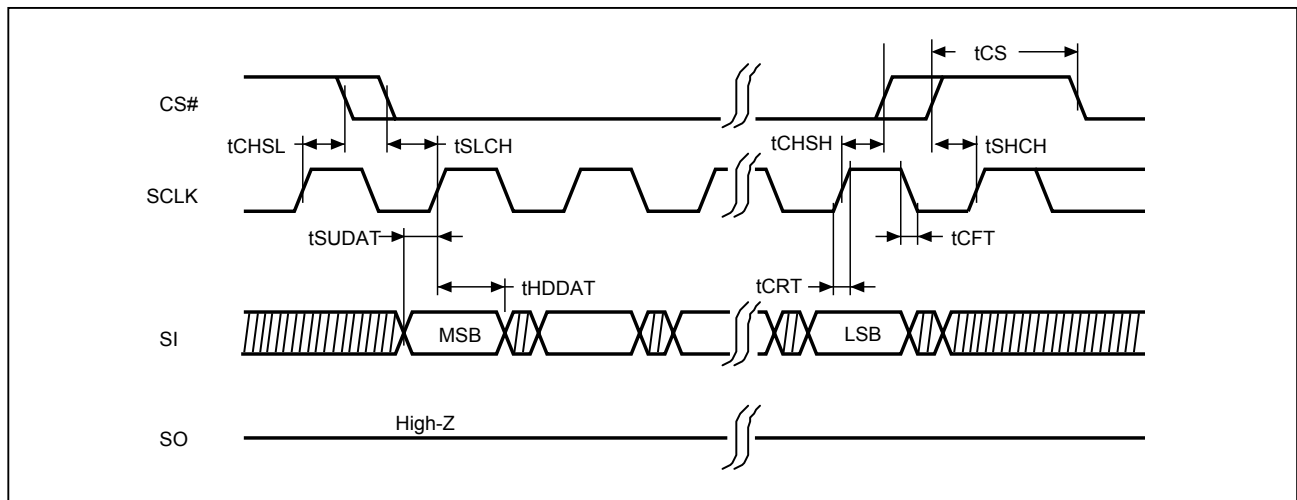 tCS
CS#
tCHSL
tSLCH
tCHSH
tSHCH
SCLK
tSUDAT
tCFT
tHDDAT
tCRT
SI
MSB
LSB
High-Z
SO